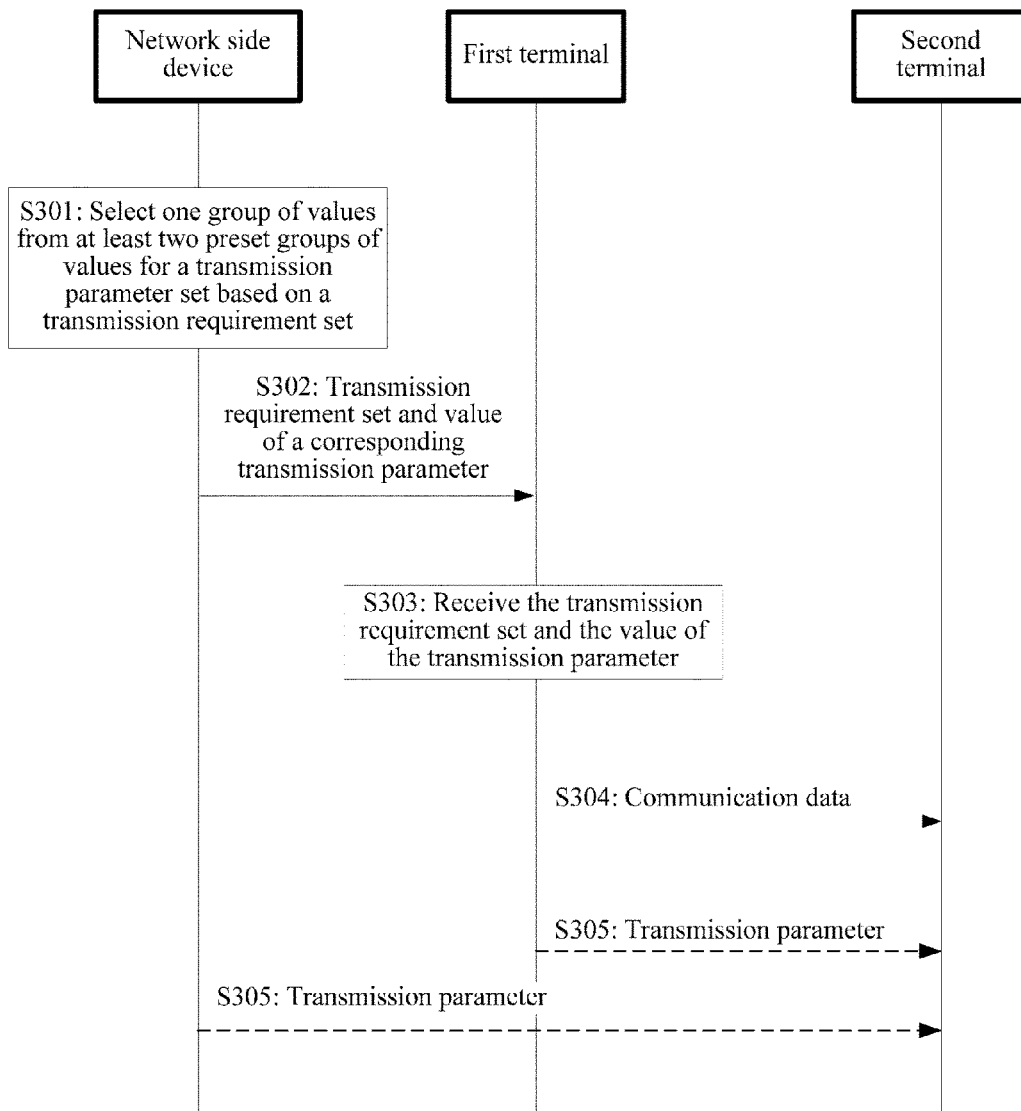 Network side
device
First terminal
Second
terminal
S301: Select one group of values
from at least two preset groups of
values for a transmission
parameter set based on a
transmission requirement set
S302: Transmission
requirement set and value
of a corresponding
transmission parameter
S303: Receive the transmission
requirement set and the value of
the transmission parameter
S304: Communication data
S305: Transmission parameter
S305: Transmission parameter